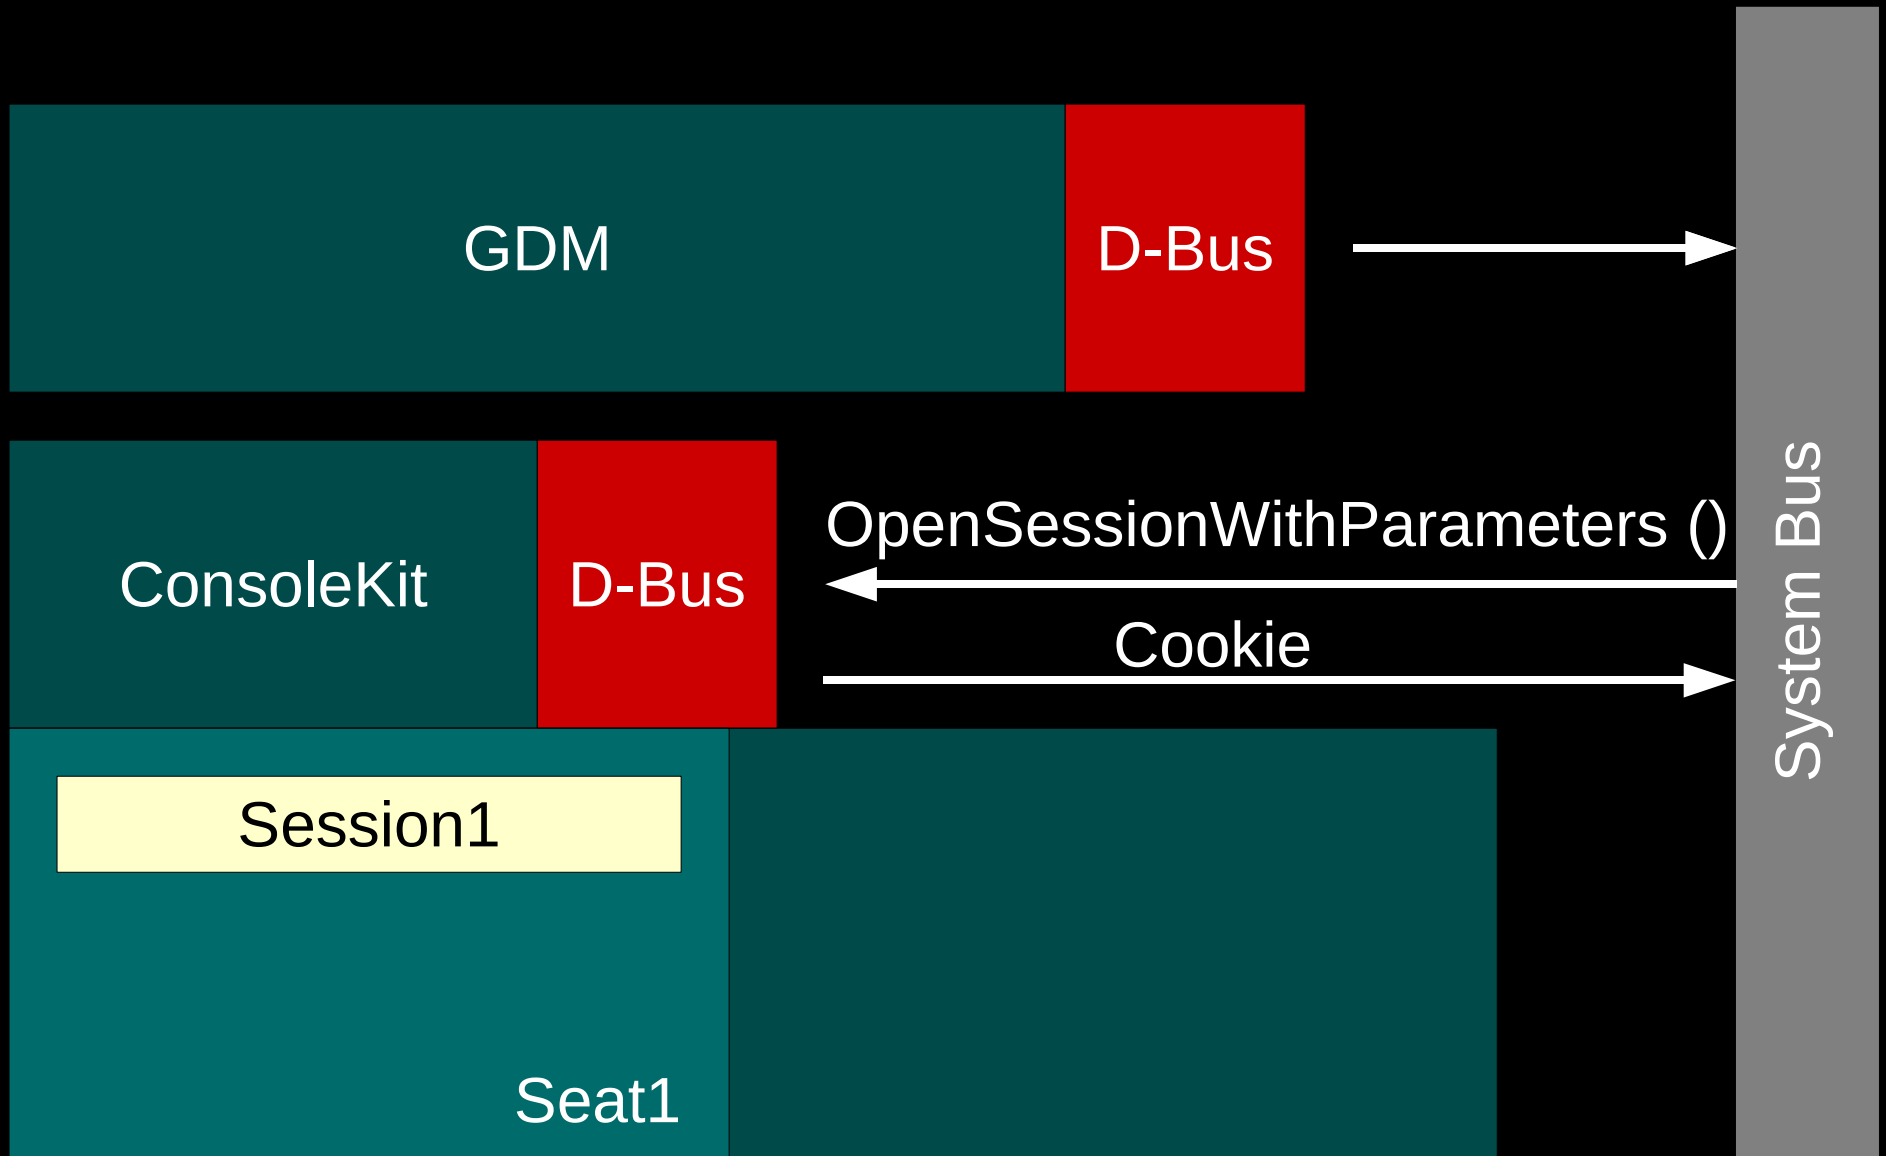 GDM
D-Bus
ConsoleKit
D-Bus
OpenSessionWithParameters ()
Cookie
System Bus
Session1
Seat1